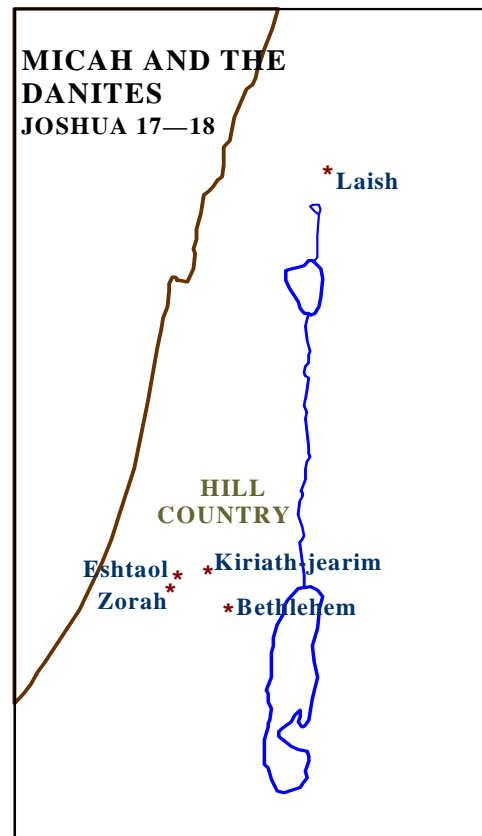 MICAH AND THE
DANITES
JOSHUA 17—18
Laish
HILL
COUNTRY
Kiriath-jearim
Eshtaol
Zorah
Bethlehem